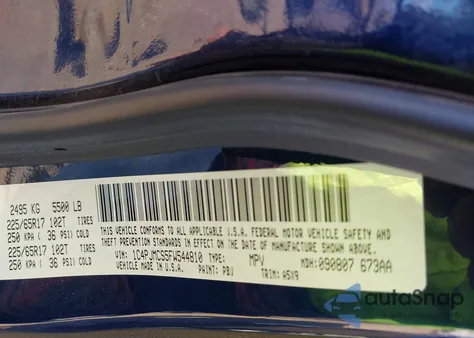 2495 KG 5500 LB
225/65R17 102T TIRES
250 KPA ( 36 PSI) COLD
225/65R17 102T TIRES
250 KPA ( 36 PSI) COLD
THIS VEHICLE CONFORMS TO ALL APPLICABLE U.S.A. FEDERAL MOTOR VEHICLE SAFETY AND
THEFT PREVENTION STANDARDS IN EFFECT ON THE DATE OF MANUFACTURE SHOWN ABOVE.
VEHICLE MADE IN U.S.A. VIN: 1C4PJMCS5FW544810 TYPE: MPV MDH: 090807 673AA
PAINT: PBJ TRIM: A5X9
autoSnap